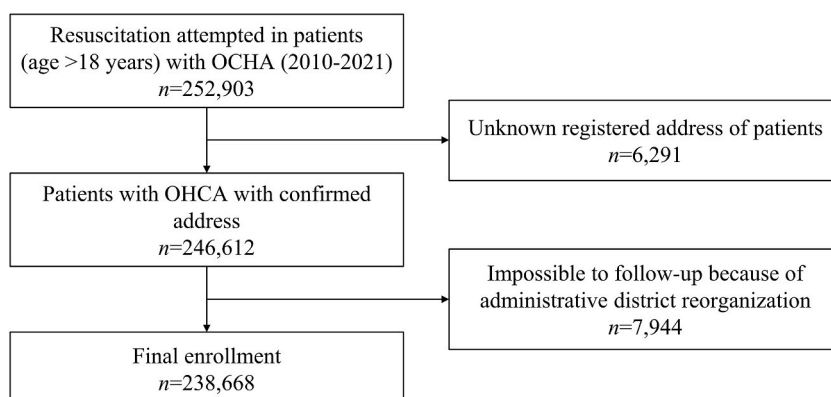 Resuscitation attempted in patients
(age >18 years) with OCHA (2010-2021)
n=252,903
Unknown registered address of patients
n=6,291
Patients with OHCA with confirmed
address
n=246,612
Impossible to follow-up because of
administrative district reorganization
n=7,944
Final enrollment
n=238,668